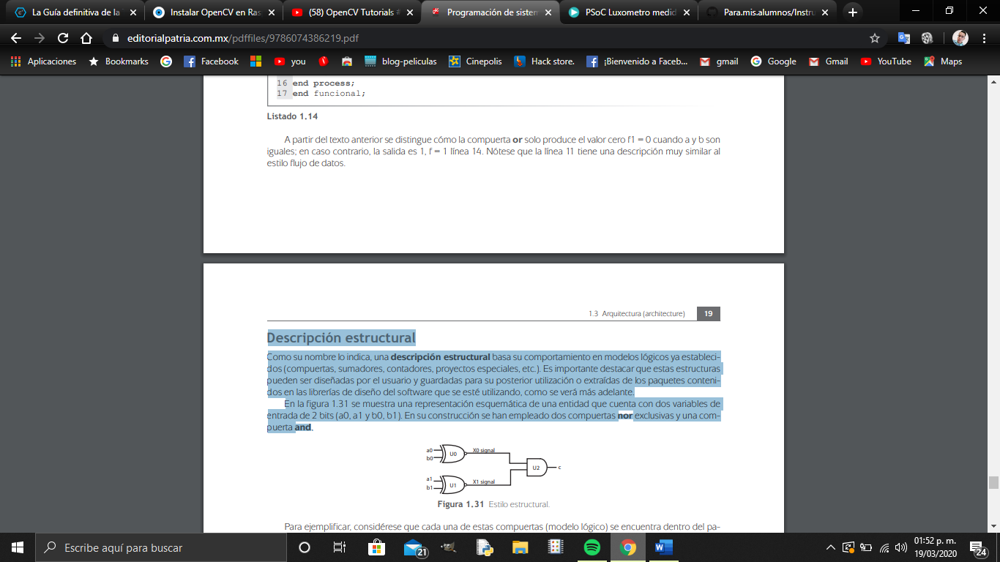 La Guía definitiva de la
Instalar OpenCV en Ras
(58) OpenCV Tutorials
Programación de sistem
PSoC Luxometro medid
Para.mis.alumnos/Instru
editorialpatria.com.mx/pdffiles/9786074386219.pdf
Aplicaciones
Bookmarks
Facebook
you
blog-peliculas
Cinepolis
Hack store.
¡Bienvenido a Faceb...
gmail
Google
Gmail
YouTube
Maps
16 end process;
17 end funcional;
Listado 1.14
A partir del texto anterior se distingue cómo la compuerta or solo produce el valor cero f1 = 0 cuando a y b son
iguales; en caso contrario, la salida es 1, f = 1 línea 14. Nótese que la línea 11 tiene una descripción muy similar al
estilo flujo de datos.
1.3 Arquitectura (architecture) 19
Descripción estructural
Como su nombre lo indica, una descripción estructural basa su comportamiento en modelos lógicos ya estableci-
dos (compuertas, sumadores, contadores, proyectos especiales, etc.). Es importante destacar que estas estructuras
pueden ser diseñadas por el usuario y guardadas para su posterior utilización o extraídas de los paquetes conteni-
dos en las librerías de diseño del software que se esté utilizando, como se verá más adelante.
En la figura 1.31 se muestra una representación esquemática de una entidad que cuenta con dos variables de
entrada de 2 bits (a0, a1 y b0, b1). En su construcción se han empleado dos compuertas nor exclusivas y una com-
puerta and.
a0
b0
U0
X0 signal
U2
c
a1
b1
U1
X1 signal
Figura 1.31 Estilo estructural.
Para ejemplificar, considérese que cada una de estas compuertas (modelo lógico) se encuentra dentro del pa-
Escribe aquí para buscar
21
01:52 p. m.
19/03/2020
24